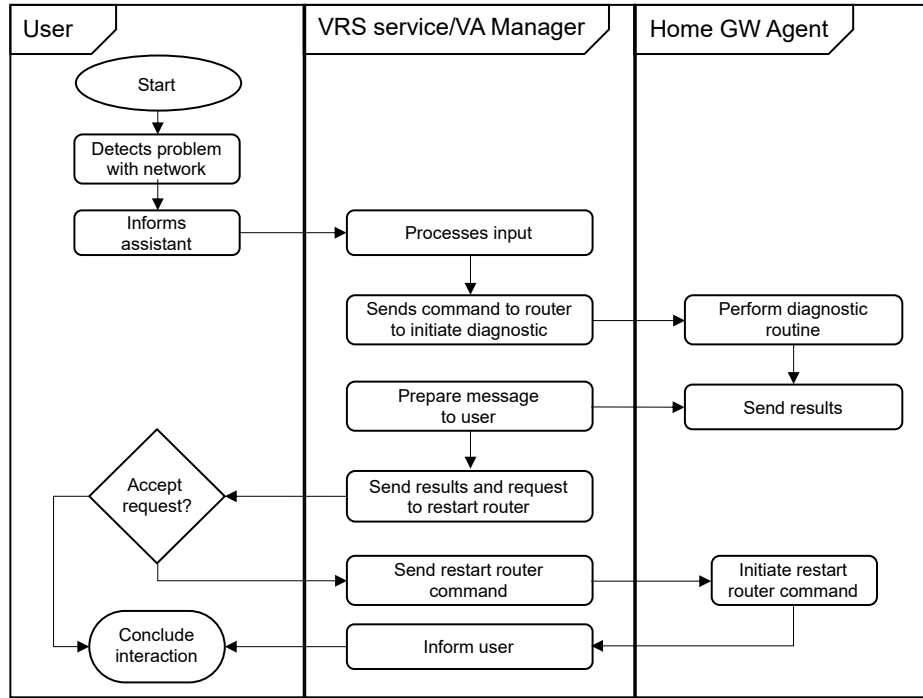 User
VRS service/VA Manager
Home GW Agent
Start
Detects problem
with network
Informs
assistant
Processes input
Sends command to router
to initiate diagnostic
Perform diagnostic
routine
Prepare message
to user
Send results
Accept
request?
Send results and request
to restart router
Send restart router
command
Initiate restart
router command
Conclude
interaction
Inform user